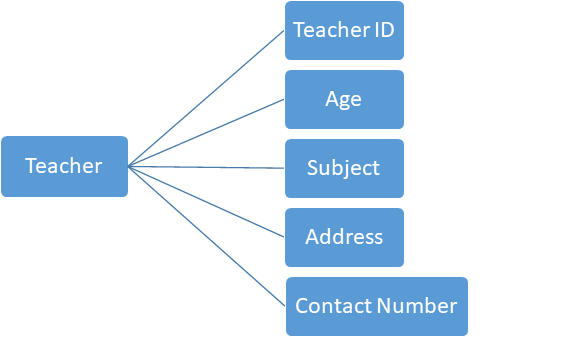 Teacher ID
Age
Teacher
Subject
Address
Contact Number